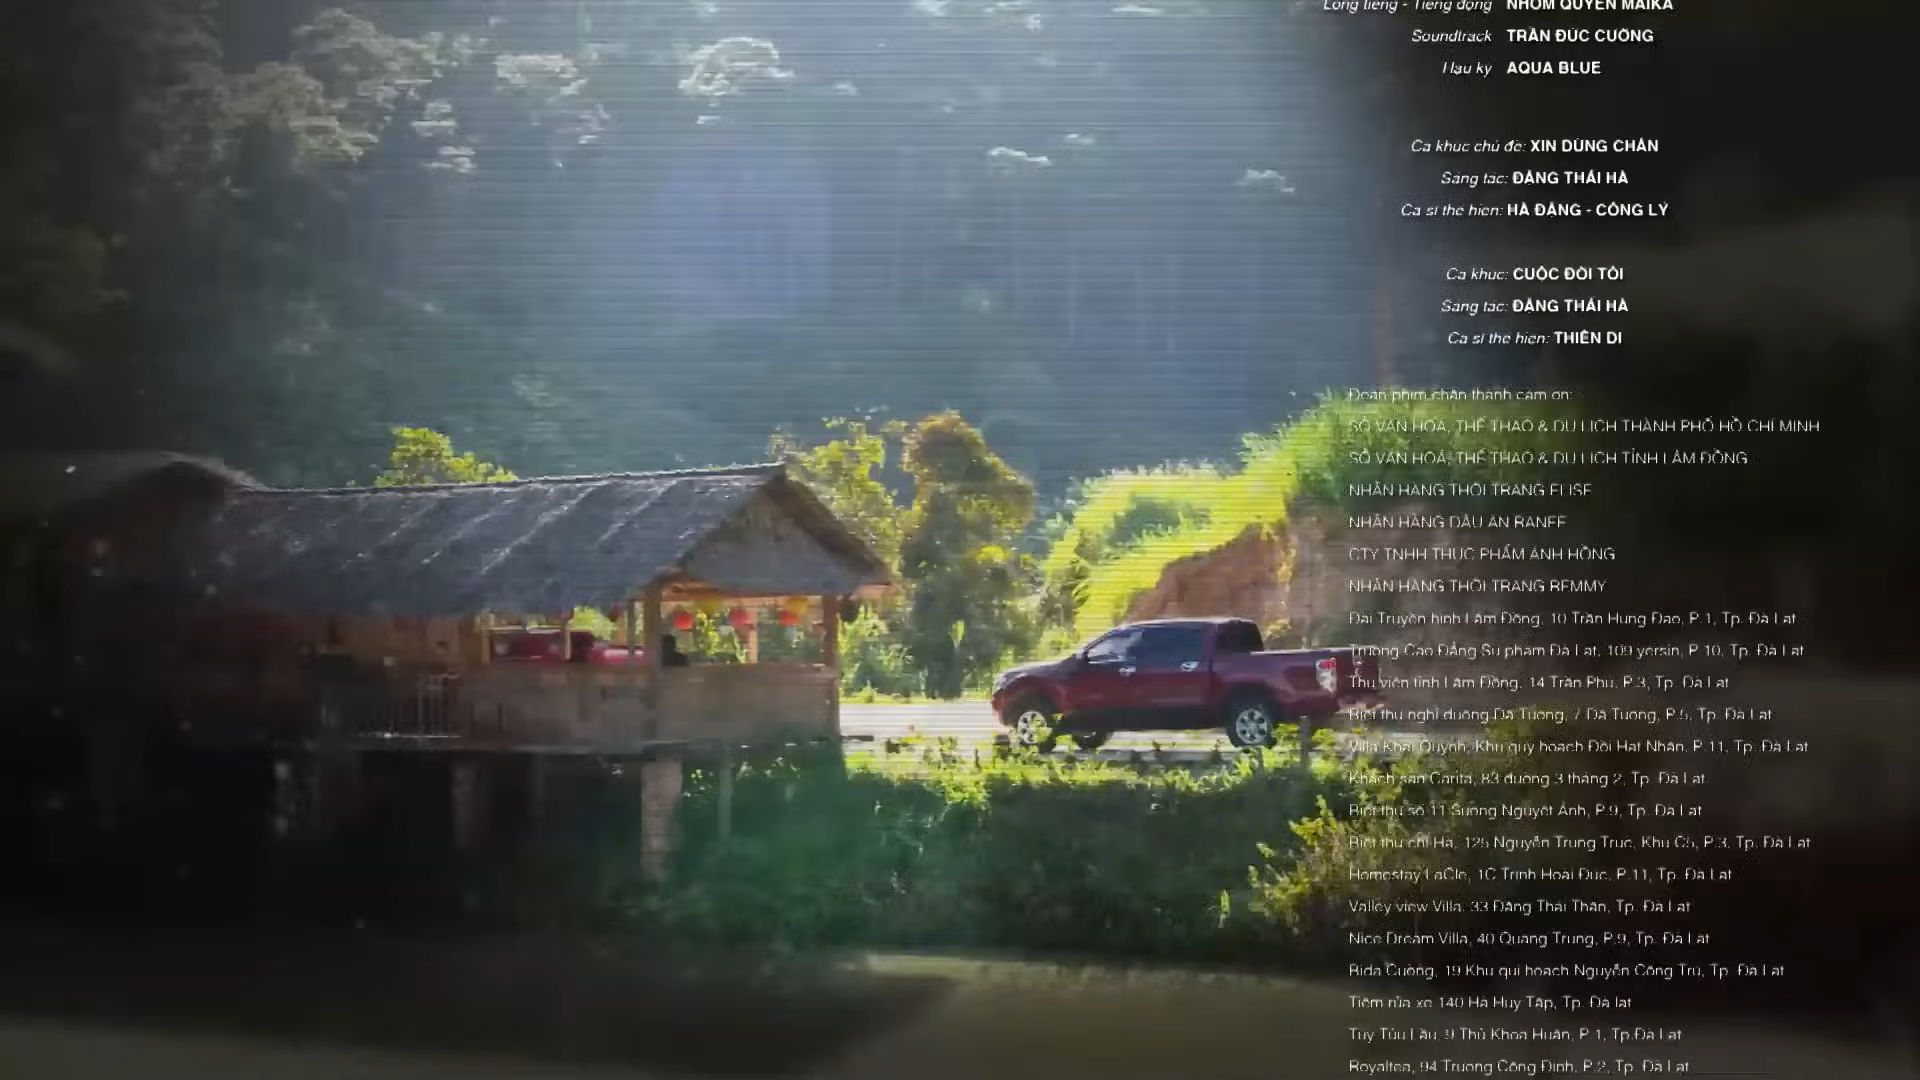 Lồng tiếng - Tiếng động NHÓM QUYÊN MAIKA
Soundtrack TRẦN ĐỨC CƯỜNG
Hậu kỳ AQUA BLUE
Ca khúc chủ đề: XIN DỪNG CHÂN
Sáng tác: ĐẶNG THÁI HÀ
Ca sĩ thể hiện: HÀ ĐẶNG - CÔNG LÝ
Ca khúc: CUỘC ĐỜI TÔI
Sáng tác: ĐẶNG THÁI HÀ
Ca sĩ thể hiện: THIÊN DI
Đoàn phim chân thành cảm ơn:
SỞ VĂN HOÁ, THỂ THAO & DU LỊCH THÀNH PHỐ HỒ CHÍ MINH
SỞ VĂN HOÁ, THỂ THAO & DU LỊCH TỈNH LÂM ĐỒNG
NHÃN HÀNG THỜI TRANG ELISE
NHÃN HÀNG DẦU ĂN RANEE
CTY TNHH THỰC PHẨM ÁNH HỒNG
NHÃN HÀNG THỜI TRANG REMMY
Đài Truyền hình Lâm Đồng, 10 Trần Hưng Đạo, P.1, Tp. Đà Lạt
Trường Cao Đẳng Sư phạm Đà Lạt, 109 yersin, P.10, Tp. Đà Lạt
Thư viện tỉnh Lâm Đồng, 14 Trần Phú, P.3, Tp. Đà Lạt
Biệt thự nghỉ dưỡng Dã Tượng, 7 Dã Tượng, P.5, Tp. Đà Lạt
Villa Khải Quỳnh, Khu quy hoạch Đồi Hạt Nhân, P.11, Tp. Đà Lạt
Khách sạn Carita, 83 đường 3 tháng 2, Tp. Đà Lạt
Biệt thự số 11 Sương Nguyệt Ánh, P.9, Tp. Đà Lạt
Biệt thự chị Hà, 125 Nguyễn Trung Trực, Khu C5, P.3, Tp. Đà Lạt
Homestay LaCle, 1C Trịnh Hoài Đức, P.11, Tp. Đà Lạt
Valley view Villa, 33 Đặng Thái Thân, Tp. Đà Lạt
Nice Dream Villa, 40 Quang Trung, P.9, Tp. Đà Lạt
Bida Cường, 19 Khu qui hoạch Nguyễn Công Trứ, Tp. Đà Lạt
Tiệm rửa xe 140 Hà Huy Tập, Tp. Đà lạt
Tuý Tửu Lầu, 9 Thủ Khoa Huân, P.1, Tp.Đà Lạt
Royaltea, 94 Trương Công Định, P.2, Tp. Đà Lạt